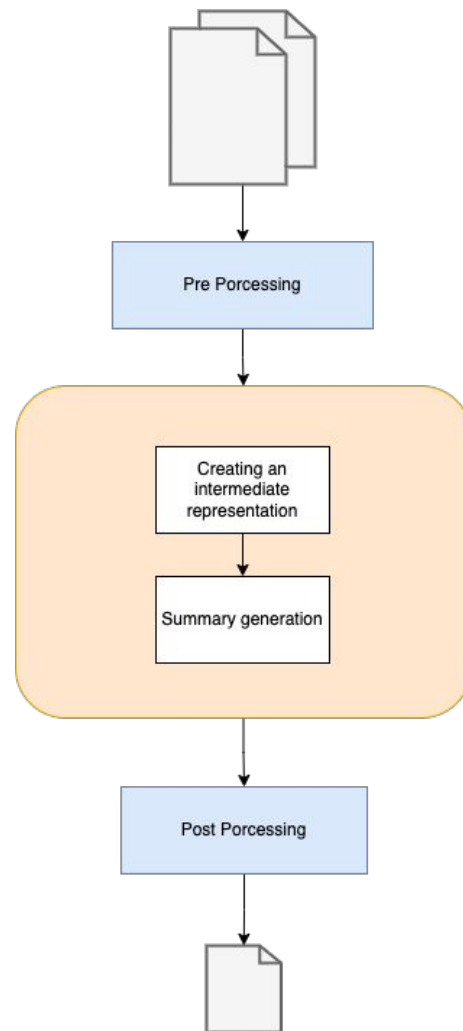 Pre Porcessing
Creating an
intermediate
representation
Summary generation
Post Porcessing